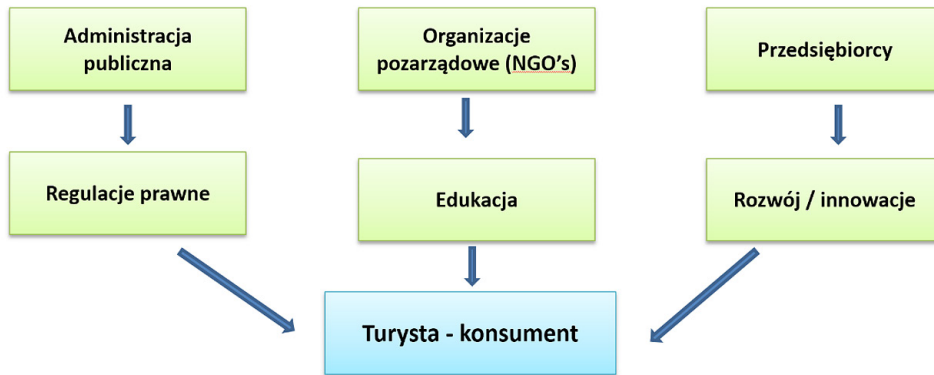 Administracja
publiczna
Organizacje
pozarządowe (NGO's)
Przedsiębiorcy
Regulacje prawne
Edukacja
Rozwój / innowacje
Turysta - konsument